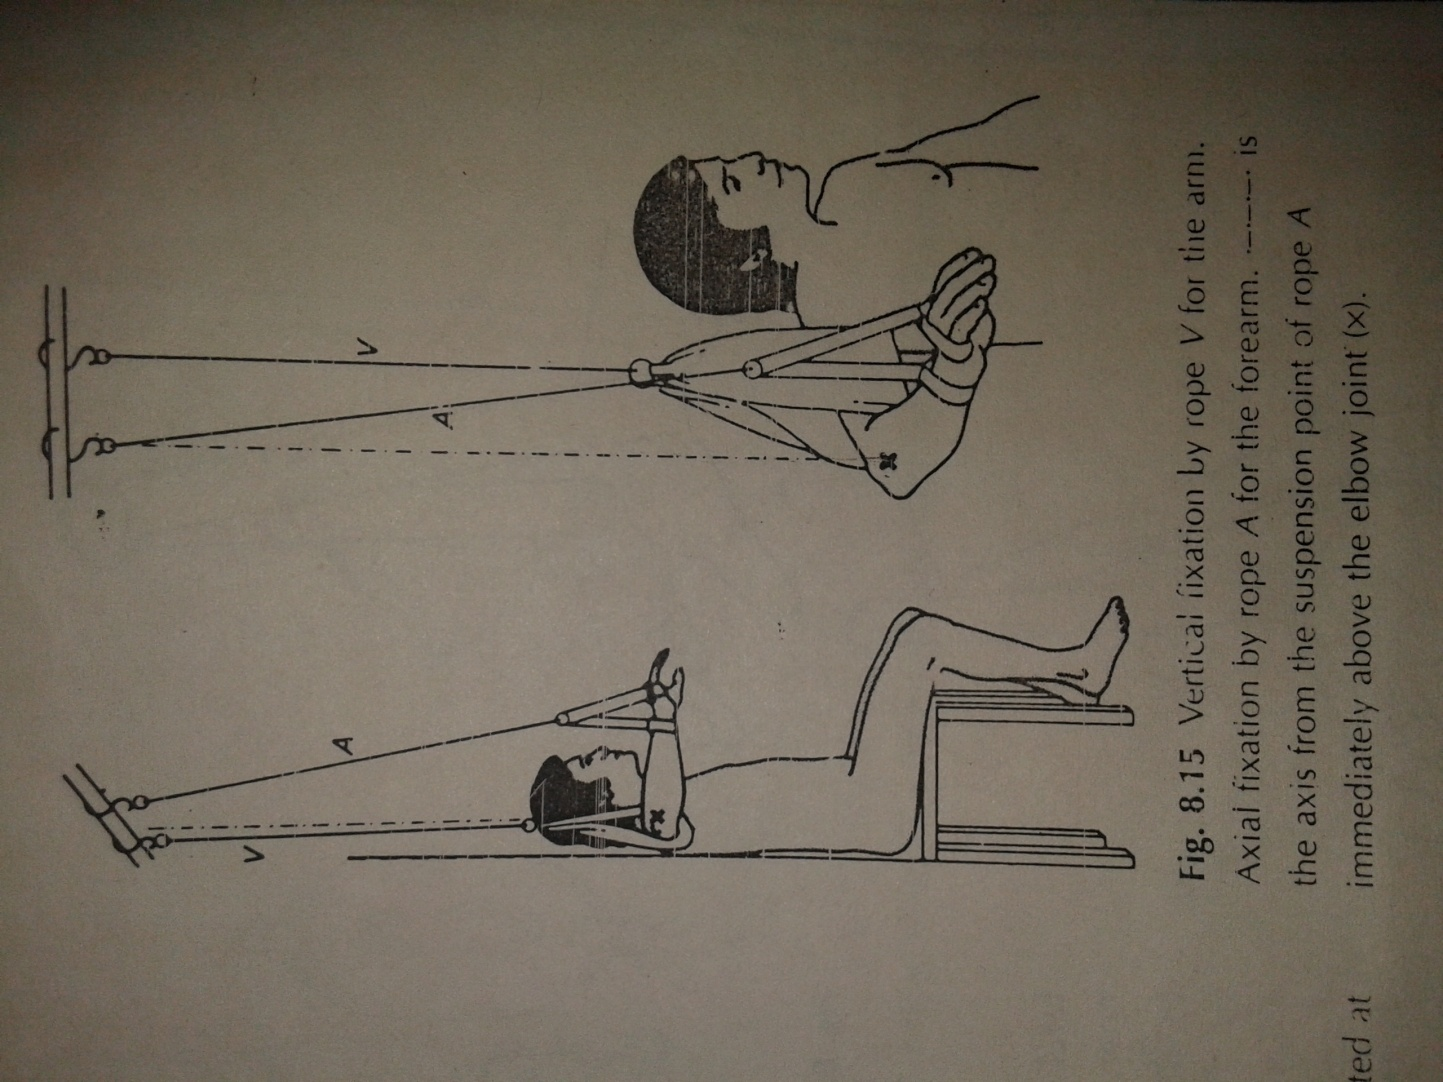 V
A
V
A
Fig. 8.15 Vertical fixation by rope V for the arm.
Axial fixation by rope A for the forearm. .—.—.—. is
the axis from the suspension point of rope A
immediately above the elbow joint (x).
ted at